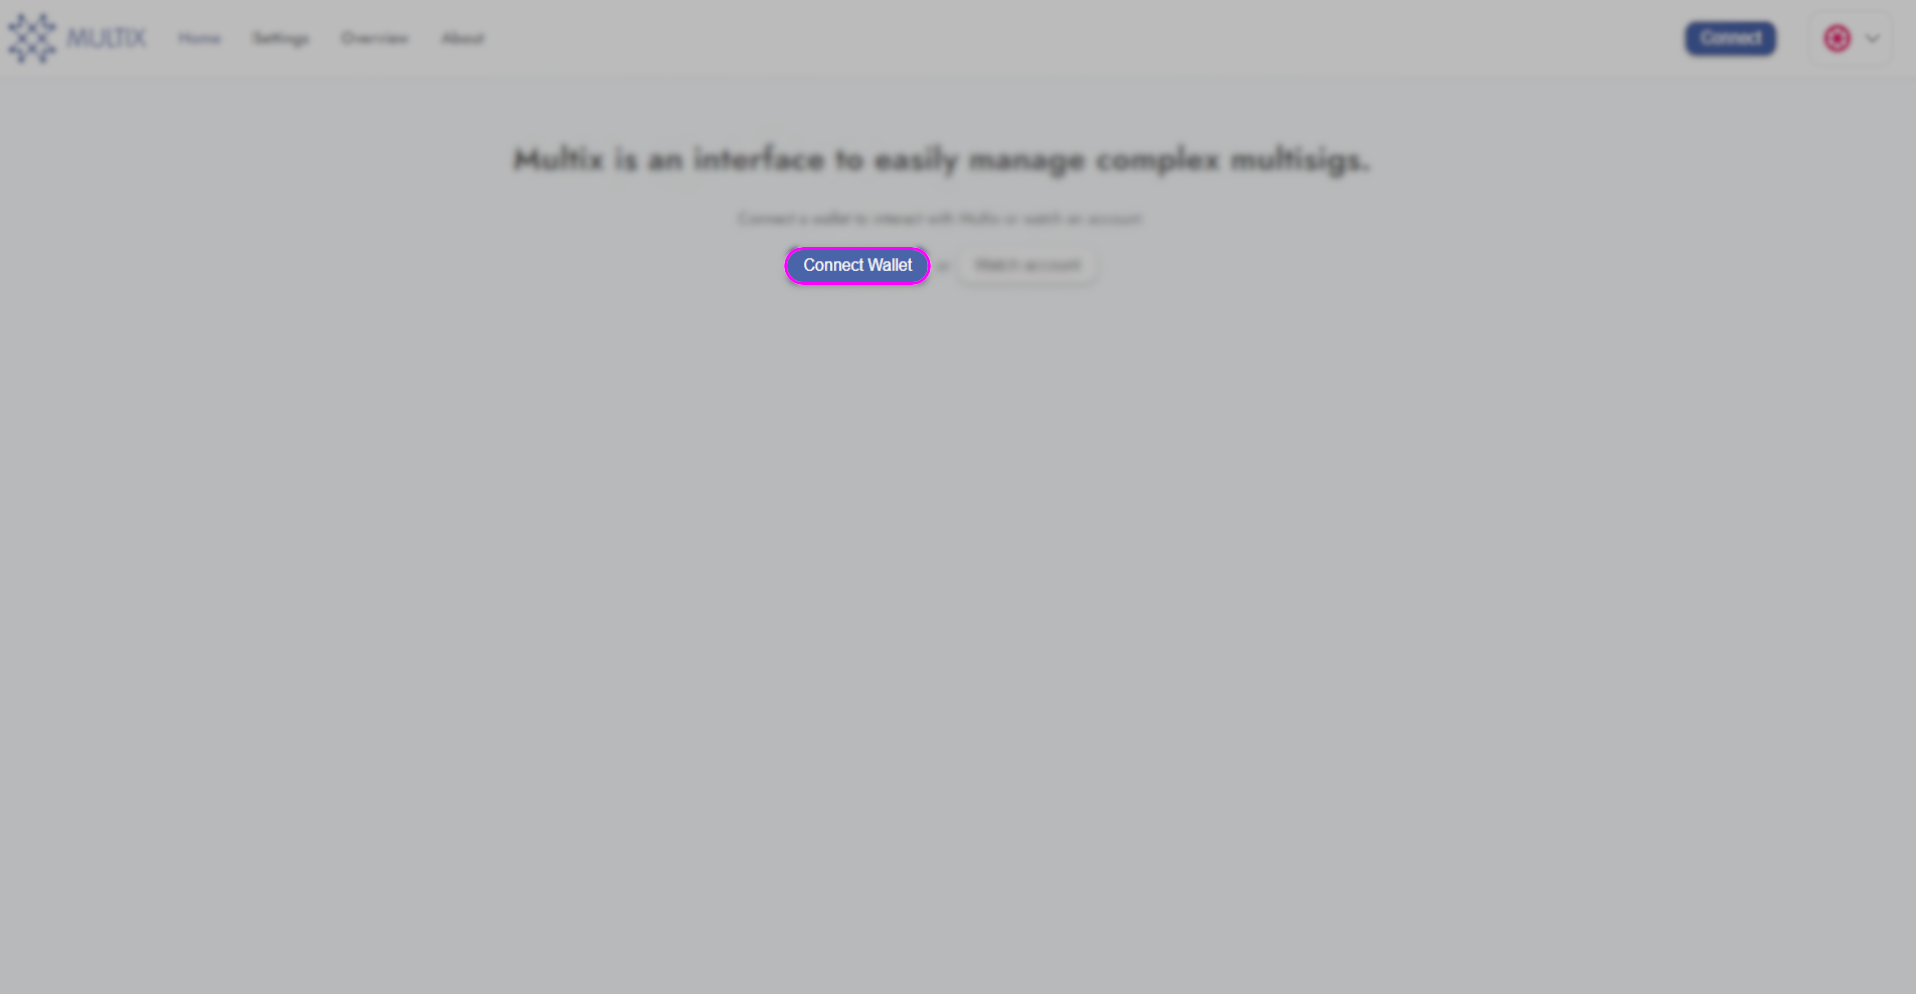 MULTIX Home Settings Overview About Connect
Multix is an interface to easily manage complex multisigs.
Connect a wallet to interact with Multix or watch an account
Connect Wallet or Watch account